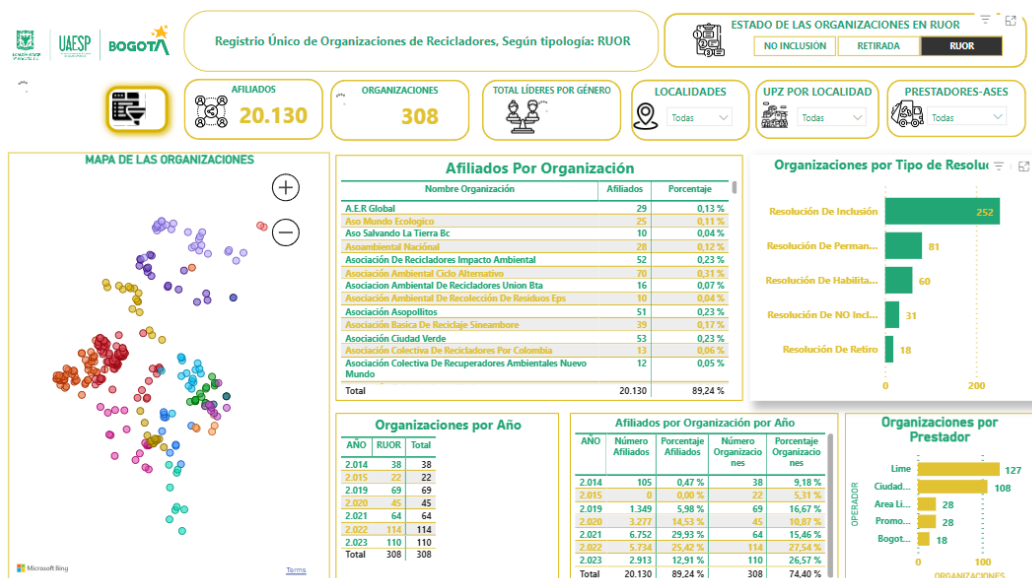 UAESP
BOGOTA
Registrio Único de Organizaciones de Recicladores, Según tipología: RUOR
ESTADO DE LAS ORGANIZACIONES EN RUOR
NO INCLUSIÓN RETIRADA RUOR
AFILIADOS
20.130
ORGANIZACIONES
308
TOTAL LÍDERES POR GÉNERO
LOCALIDADES
Todas
UPZ POR LOCALIDAD
Todas
PRESTADORES-ASES
Todas
MAPA DE LAS ORGANIZACIONES
Microsoft Bing
Terms
Afiliados Por Organización
Nombre Organización Afiliados Porcentaje
A.E.R Global 29 0,13 %
Aso Mundo Ecologico 25 0,11 %
Aso Salvando La Tierra Bc 10 0,04 %
Asoambiental Naciónal 28 0,12 %
Asociación De Recicladores Impacto Ambiental 52 0,23 %
Asociación Ambiental Ciclo Alternativo 70 0,31 %
Asociacion Ambiental De Recicladores Union Bta 16 0,07 %
Asociación Ambiental De Recolección De Residuos Eps 10 0,04 %
Asociación Asopollitos 51 0,23 %
Asociación Basica De Reciclaje Sineambore 39 0,17 %
Asociación Ciudad Verde 53 0,23 %
Asociación Colectiva De Recicladores Por Colombia 13 0,06 %
Asociación Colectiva De Recuperadores Ambientales Nuevo Mundo 12 0,05 %
Total 20.130 89,24 %
Organizaciones por Tipo de Resoluc
Resolución De Inclusión 252
Resolución De Perman... 81
Resolución De Habilita... 60
Resolución De NO Incl... 31
Resolución De Retiro 18
0 200
Organizaciones por Año
AÑO RUOR Total
2.014 38 38
2.015 22 22
2.019 69 69
2.020 45 45
2.021 64 64
2.022 114 114
2.023 110 110
Total 308 308
Afiliados por Organización por Año
AÑO Número Afiliados Porcentaje Afiliados Número Organizaciones Porcentaje Organizaciones
2.014 105 0,47 % 38 9,18 %
2.015 0 0,00 % 22 5,31 %
2.019 1.349 5,98 % 69 16,67 %
2.020 3.277 14,53 % 45 10,87 %
2.021 6.752 29,93 % 64 15,46 %
2.022 5.734 25,42 % 114 27,54 %
2.023 2.913 12,91 % 110 26,57 %
Total 20.130 89,24 % 308 74,40 %
Organizaciones por Prestador
OPERADOR
Lime 127
Ciudad... 108
Area Li... 28
Promo... 28
Bogot... 18
0 100
ORGANIZACIONES